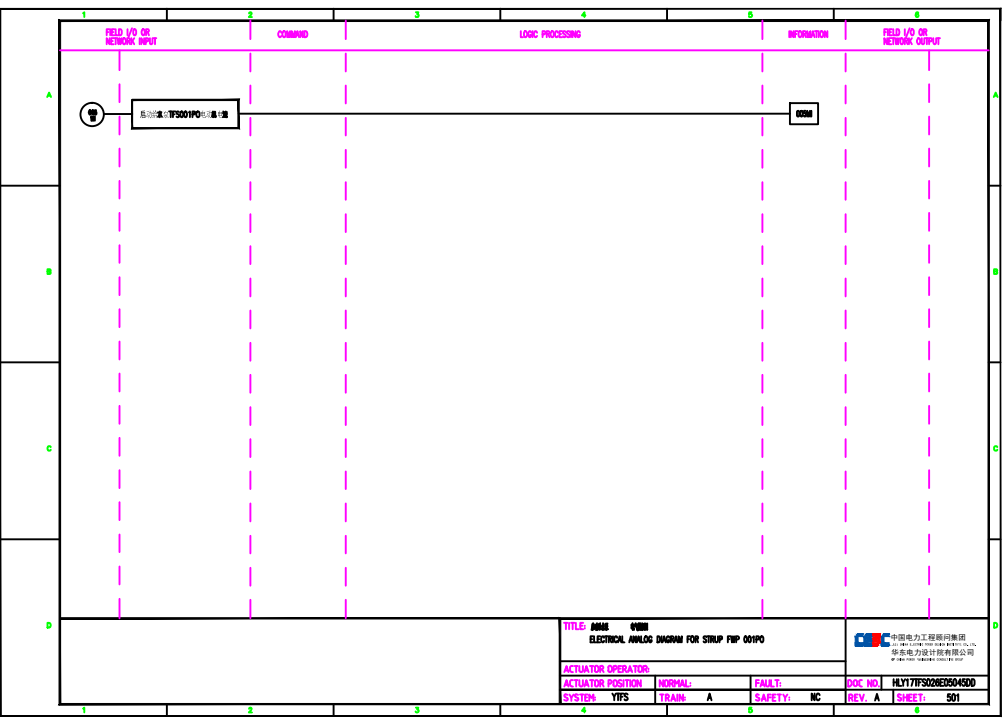 1 2 3 4 5 6
FIELD I/O OR
NETWORK INPUT
COMMAND
LOGIC PROCESSING
INFORMATION
FIELD I/O OR
NETWORK OUTPUT
A A
TFS001PO
005MI
B B
C C
D D
TITLE:
ELECTRICAL ANALOG DIAGRAM FOR STRUP FWP 001PO
中国电力工程顾问集团
华东电力设计院有限公司
ACTUATOR OPERATOR:
ACTUATOR POSITION NORMAL: FAULT: DOC NO. HLY17TFS026E05045DD
SYSTEM: YTFS TRAIN: A SAFETY: NC REV. A SHEET: 501
1 2 3 4 5 6